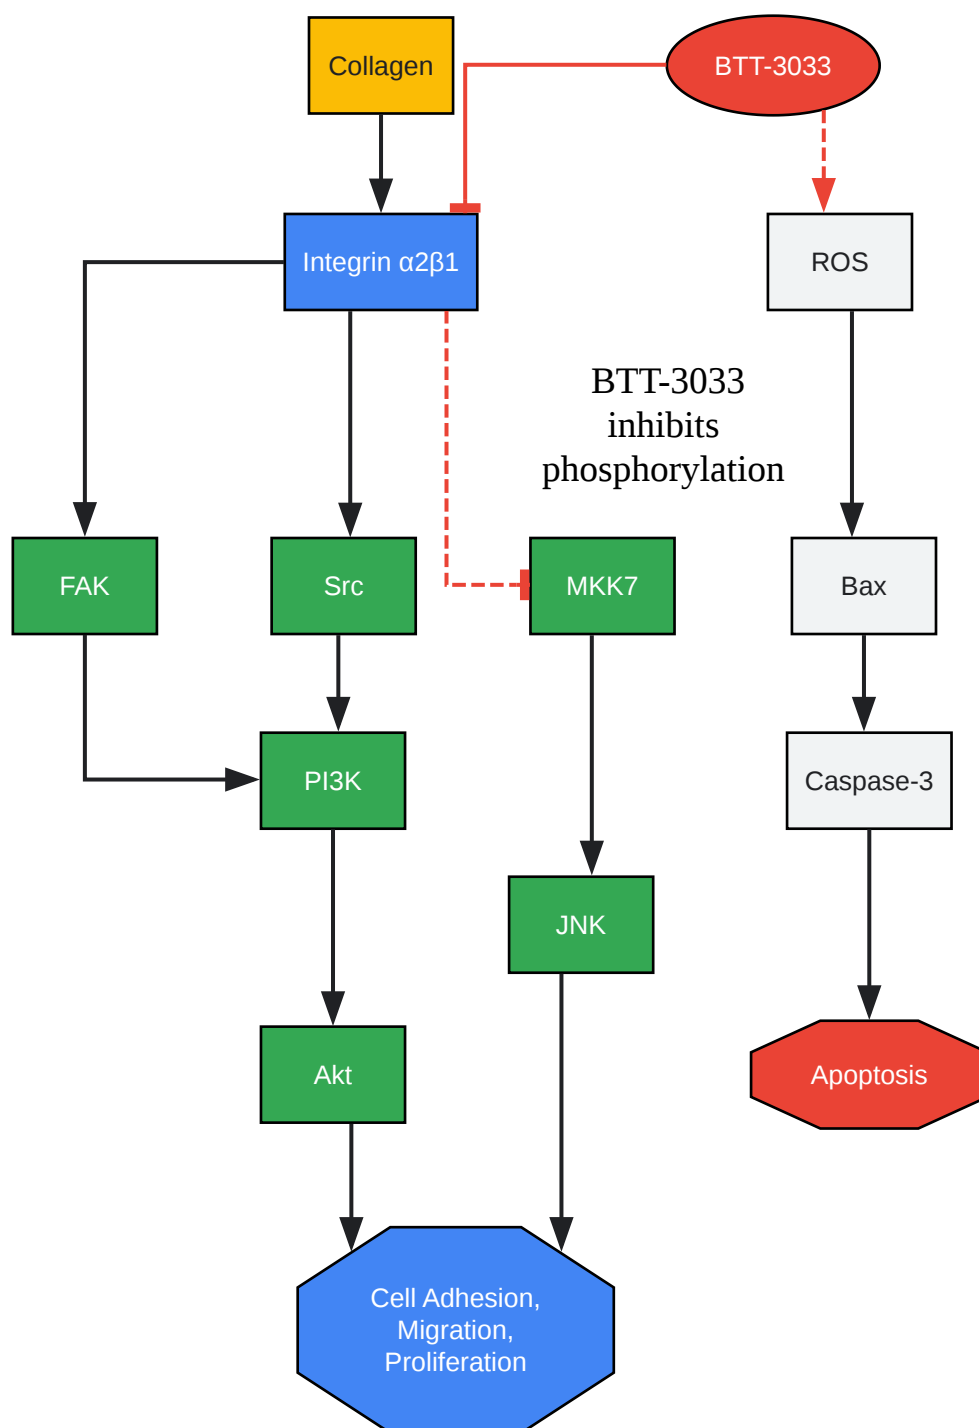 Collagen
BTT-3033
Integrin α2β1
ROS
BTT-3033
inhibits
phosphorylation
FAK
Src
MKK7
Bax
PI3K
Caspase-3
JNK
Akt
Apoptosis
Cell Adhesion,
Migration,
Proliferation